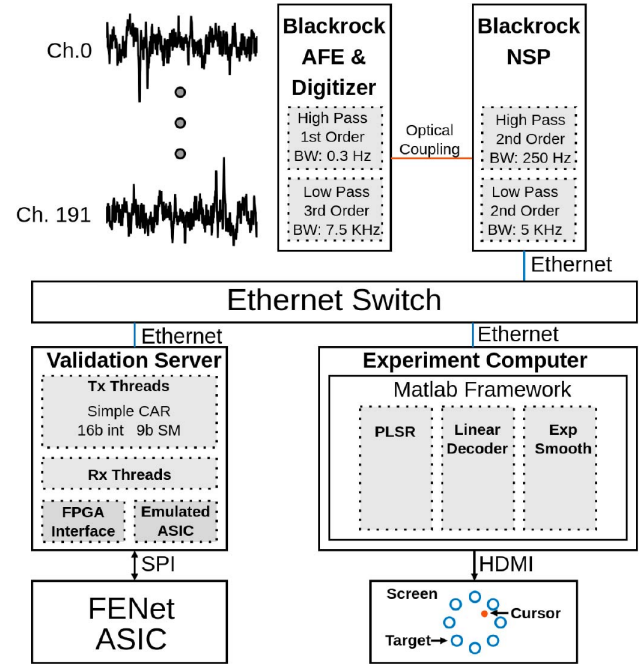 Ch.0
Ch. 191
Blackrock
AFE &
Digitizer
High Pass
1st Order
BW: 0.3 Hz
Low Pass
3rd Order
BW: 7.5 KHz
Optical
Coupling
Blackrock
NSP
High Pass
2nd Order
BW: 250 Hz
Low Pass
2nd Order
BW: 5 KHz
Ethernet
Ethernet Switch
Ethernet
Ethernet
Validation Server
Tx Threads
Simple CAR
16b int 9b SM
Rx Threads
FPGA
Interface
Emulated
ASIC
SPI
FENet
ASIC
Experiment Computer
Matlab Framework
PLSR
Linear
Decoder
Exp
Smooth
HDMI
Screen
Cursor
Target